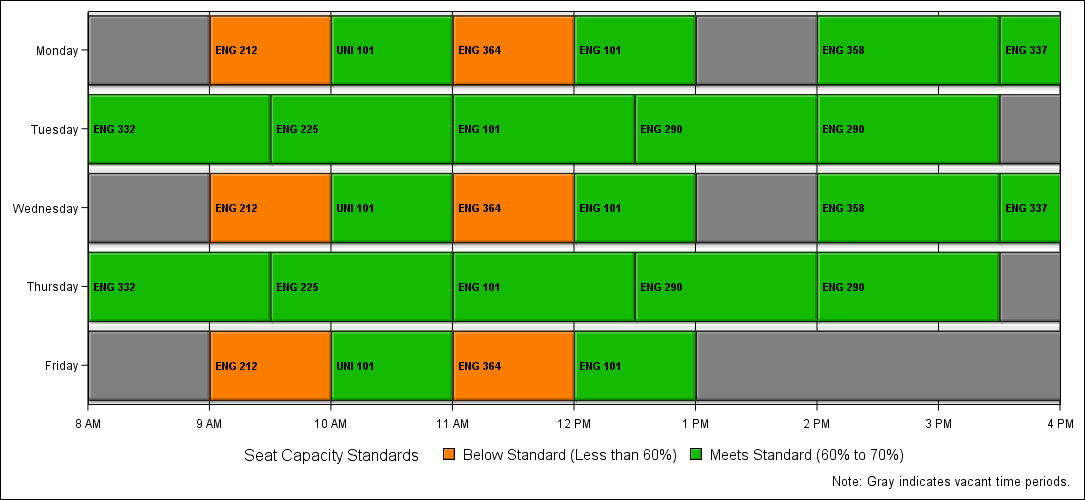 Monday ENG 212 UNI 101 ENG 364 ENG 101 ENG 358 ENG 337
Tuesday ENG 332 ENG 225 ENG 101 ENG 290 ENG 290
Wednesday ENG 212 UNI 101 ENG 364 ENG 101 ENG 358 ENG 337
Thursday ENG 332 ENG 225 ENG 101 ENG 290 ENG 290
Friday ENG 212 UNI 101 ENG 364 ENG 101
8 AM 9 AM 10 AM 11 AM 12 PM 1 PM 2 PM 3 PM 4 PM
Seat Capacity Standards Below Standard (Less than 60%) Meets Standard (60% to 70%)
Note: Gray indicates vacant time periods.